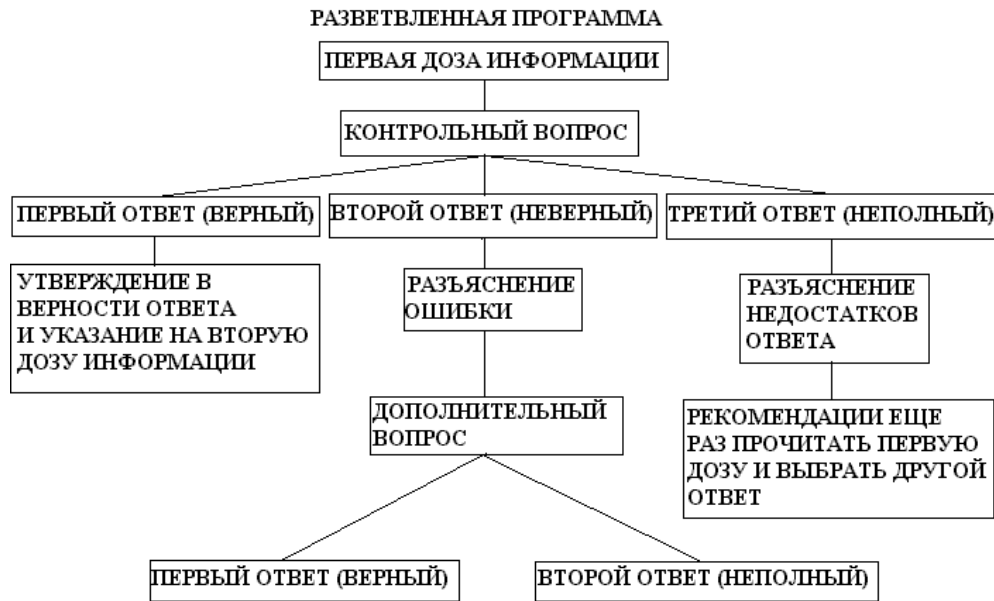 РАЗВЕТВЛЕННАЯ ПРОГРАММА
ПЕРВАЯ ДОЗА ИНФОРМАЦИИ
КОНТРОЛЬНЫЙ ВОПРОС
ПЕРВЫЙ ОТВЕТ (ВЕРНЫЙ)
ВТОРОЙ ОТВЕТ (НЕВЕРНЫЙ)
ТРЕТИЙ ОТВЕТ (НЕПОЛНЫЙ)
УТВЕРЖДЕНИЕ В
ВЕРНОСТИ ОТВЕТА
И УКАЗАНИЕ НА ВТОРУЮ
ДОЗУ ИНФОРМАЦИИ
РАЗЪЯСНЕНИЕ
ОШИБКИ
РАЗЪЯСНЕНИЕ
НЕДОСТАТКОВ
ОТВЕТА
ДОПОЛНИТЕЛЬНЫЙ
ВОПРОС
РЕКОМЕНДАЦИИ ЕЩЕ
РАЗ ПРОЧИТАТЬ ПЕРВУЮ
ДОЗУ И ВЫБРАТЬ ДРУГОЙ
ОТВЕТ
ПЕРВЫЙ ОТВЕТ (ВЕРНЫЙ)
ВТОРОЙ ОТВЕТ (НЕПОЛНЫЙ)